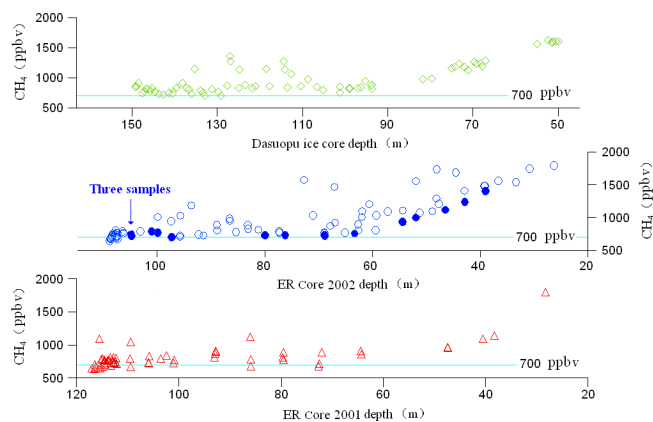 2000
1500
1000
500
CH4 (ppbv)
700 ppbv
150 130 110 90 70 50
Dasuopu ice core depth (m)
Three samples
2000
1500
1000
500
CH4 (ppbv)
700 ppbv
100 80 60 40 20
ER Core 2002 depth (m)
2000
1500
1000
500
CH4 (ppbv)
700 ppbv
120 100 80 60 40 20
ER Core 2001 depth (m)